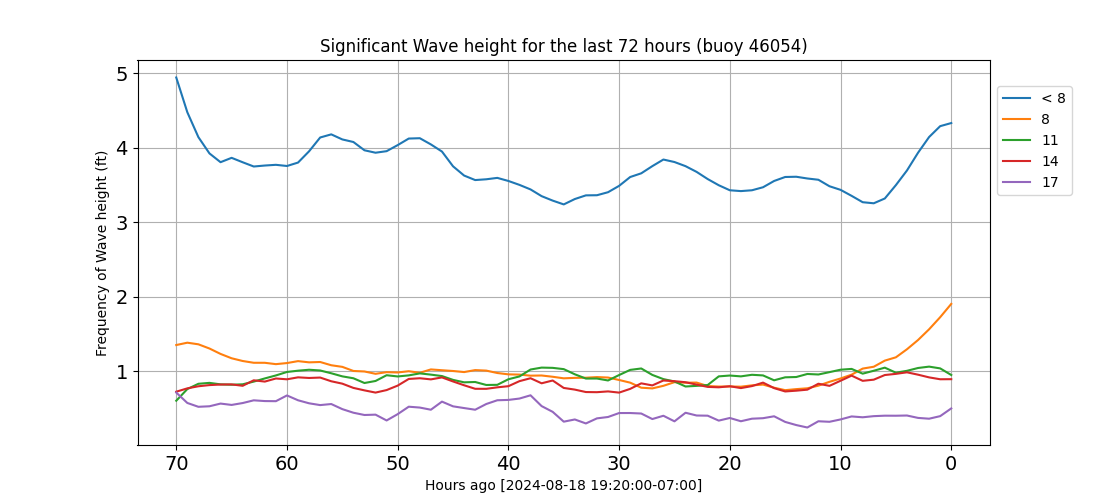 Significant Wave height for the last 72 hours (buoy 46054)
Frequency of Wave height (ft)
5
4
3
2
1
70 60 50 40 30 20 10 0
Hours ago [2024-08-18 19:20:00-07:00]
< 8
8
11
14
17